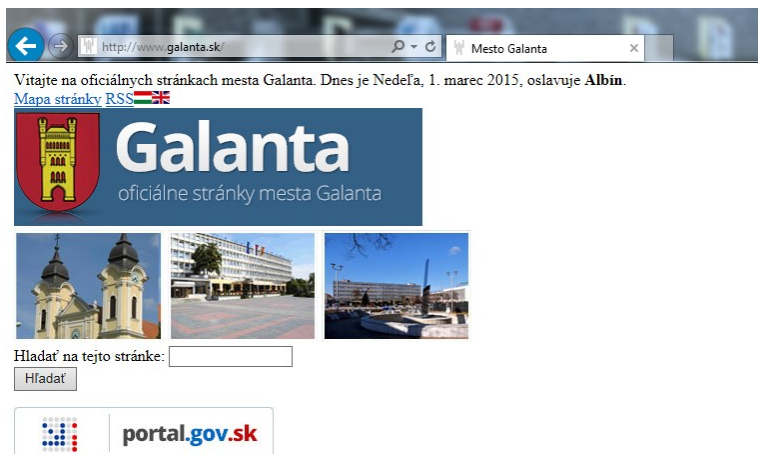 http://www.galanta.sk/
Mesto Galanta
Vitajte na oficiálnych stránkach mesta Galanta. Dnes je Nedeľa, 1. marec 2015, oslavuje Albín.
Mapa stránky RSS
Galanta
oficiálne stránky mesta Galanta
Hladať na tejto stránke:
Hľadať
portal.gov.sk